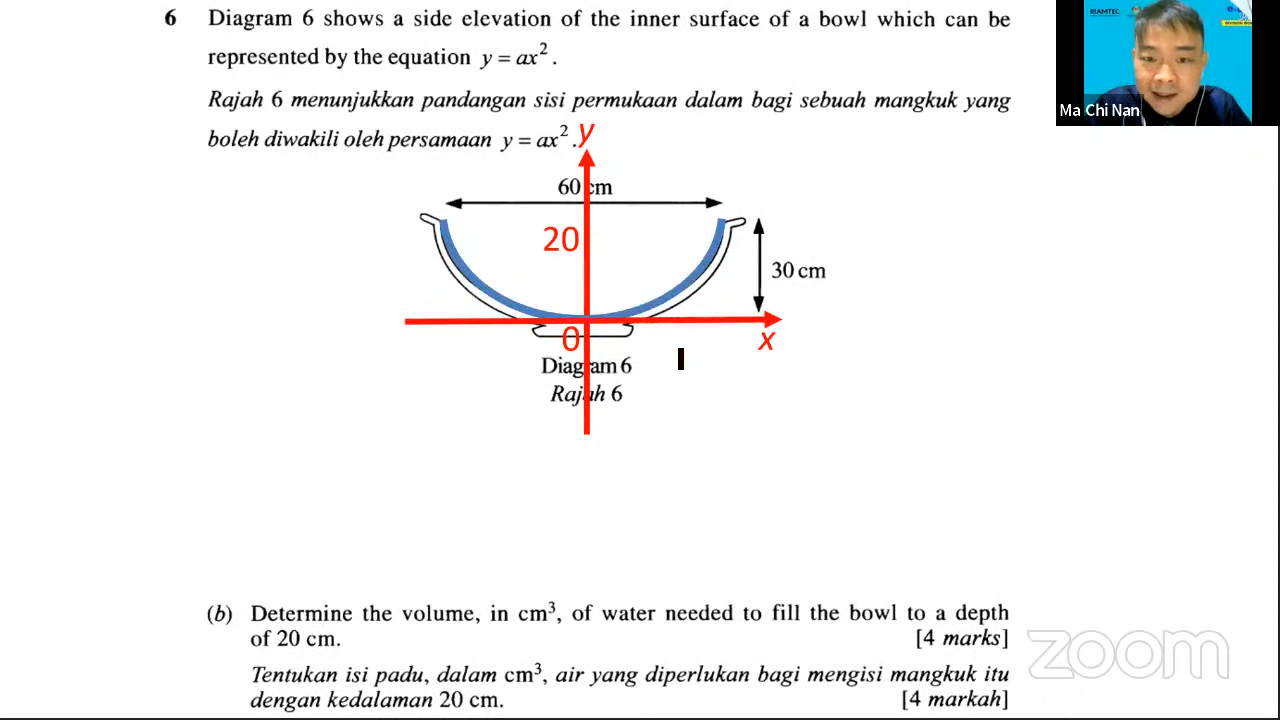 6 Diagram 6 shows a side elevation of the inner surface of a bowl which can be
represented by the equation y = ax².
Rajah 6 menunjukkan pandangan sisi permukaan dalam bagi sebuah mangkuk yang
boleh diwakili oleh persamaan y = ax².
y
60 cm
20
30 cm
0
x
Diagram 6
Rajah 6
(b) Determine the volume, in cm³, of water needed to fill the bowl to a depth
of 20 cm. [4 marks]
Tentukan isi padu, dalam cm³, air yang diperlukan bagi mengisi mangkuk itu
dengan kedalaman 20 cm. [4 markah]
RIAMTEC
Ma Chi Nan
zoom